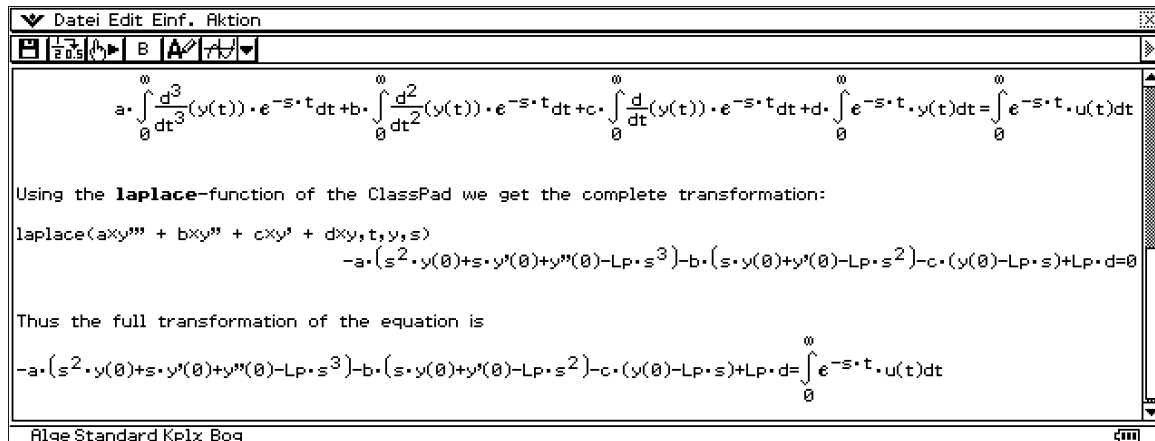 Datei Edit Einf. Aktion
B
a·∫₀^∞ d³/dt³(y(t))·e^(-s·t)dt+b·∫₀^∞ d²/dt²(y(t))·e^(-s·t)dt+c·∫₀^∞ d/dt(y(t))·e^(-s·t)dt+d·∫₀^∞ e^(-s·t)·y(t)dt=∫₀^∞ e^(-s·t)·u(t)dt
Using the laplace-function of the ClassPad we get the complete transformation:
laplace(a×y''' + b×y'' + c×y' + d×y,t,y,s)
-a·(s²·y(0)+s·y'(0)+y''(0)-Lp·s³)-b·(s·y(0)+y'(0)-Lp·s²)-c·(y(0)-Lp·s)+Lp·d=0
Thus the full transformation of the equation is
-a·(s²·y(0)+s·y'(0)+y''(0)-Lp·s³)-b·(s·y(0)+y'(0)-Lp·s²)-c·(y(0)-Lp·s)+Lp·d=∫₀^∞ e^(-s·t)·u(t)dt
Alge Standard Kplx Bog